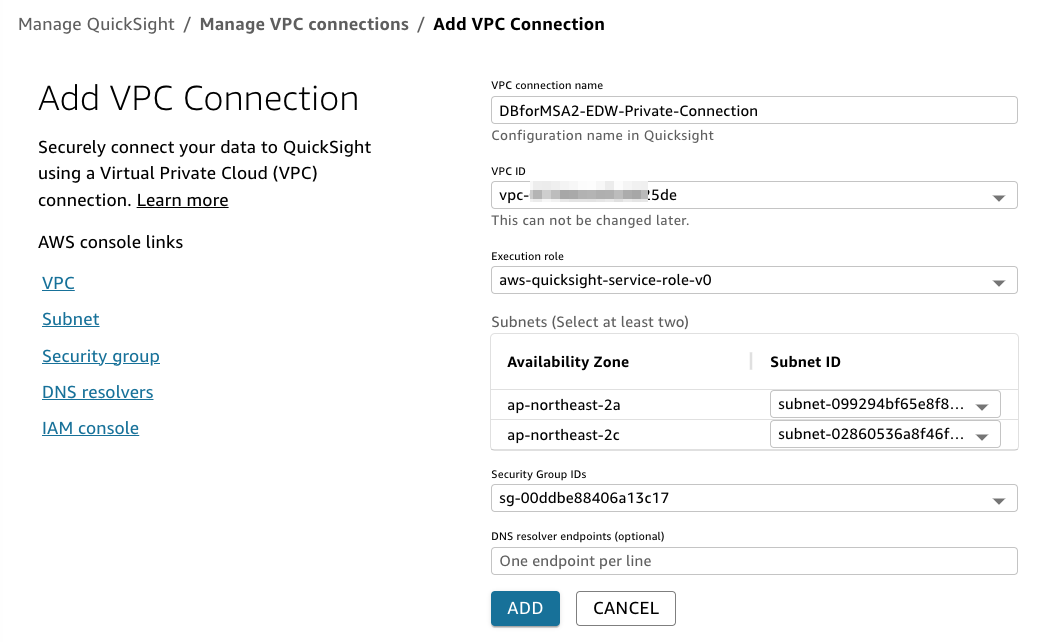 Manage QuickSight / Manage VPC connections / Add VPC Connection
Add VPC Connection
Securely connect your data to QuickSight
using a Virtual Private Cloud (VPC)
connection. Learn more
AWS console links
VPC
Subnet
Security group
DNS resolvers
IAM console
VPC connection name
DBforMSA2-EDW-Private-Connection
Configuration name in Quicksight
VPC ID
vpc- 25de
This can not be changed later.
Execution role
aws-quicksight-service-role-v0
Subnets (Select at least two)
Availability Zone Subnet ID
ap-northeast-2a subnet-099294bf65e8f8...
ap-northeast-2c subnet-02860536a8f46f...
Security Group IDs
sg-00ddbe88406a13c17
DNS resolver endpoints (optional)
One endpoint per line
ADD CANCEL